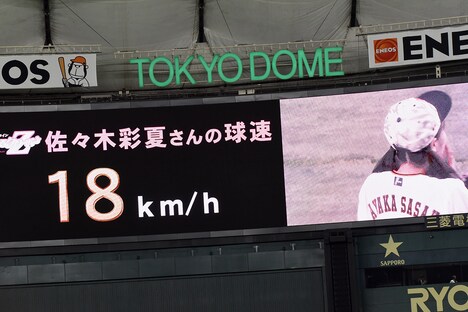 OS
ENEOS
ENE
TOKYO DOME
佐々木彩夏さんの球速
18 km/h
AYAKA SASA
三菱電
SAPPORO
RYO